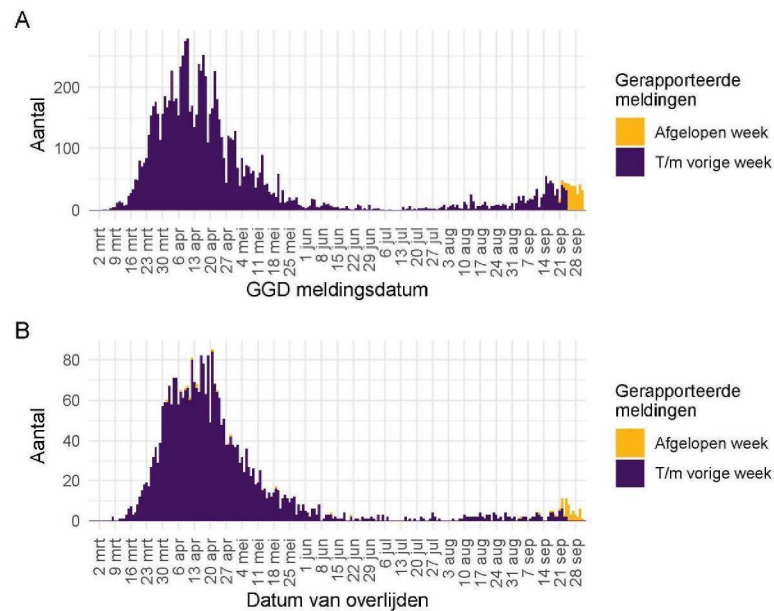 A
Aantal
200
100
0
2 mrt
9 mrt
16 mrt
23 mrt
30 mrt
6 apr
13 apr
20 apr
27 apr
4 mei
11 mei
18 mei
25 mei
1 jun
8 jun
15 jun
22 jun
29 jun
6 jul
13 jul
20 jul
27 jul
3 aug
10 aug
17 aug
24 aug
31 aug
7 sep
14 sep
21 sep
28 sep
GGD meldingsdatum
Gerapporteerde
meldingen
Afgelopen week
T/m vorige week
B
Aantal
80
60
40
20
0
2 mrt
9 mrt
16 mrt
23 mrt
30 mrt
6 apr
13 apr
20 apr
27 apr
4 mei
11 mei
18 mei
25 mei
1 jun
8 jun
15 jun
22 jun
29 jun
6 jul
13 jul
20 jul
27 jul
3 aug
10 aug
17 aug
24 aug
31 aug
7 sep
14 sep
21 sep
28 sep
Datum van overlijden
Gerapporteerde
meldingen
Afgelopen week
T/m vorige week